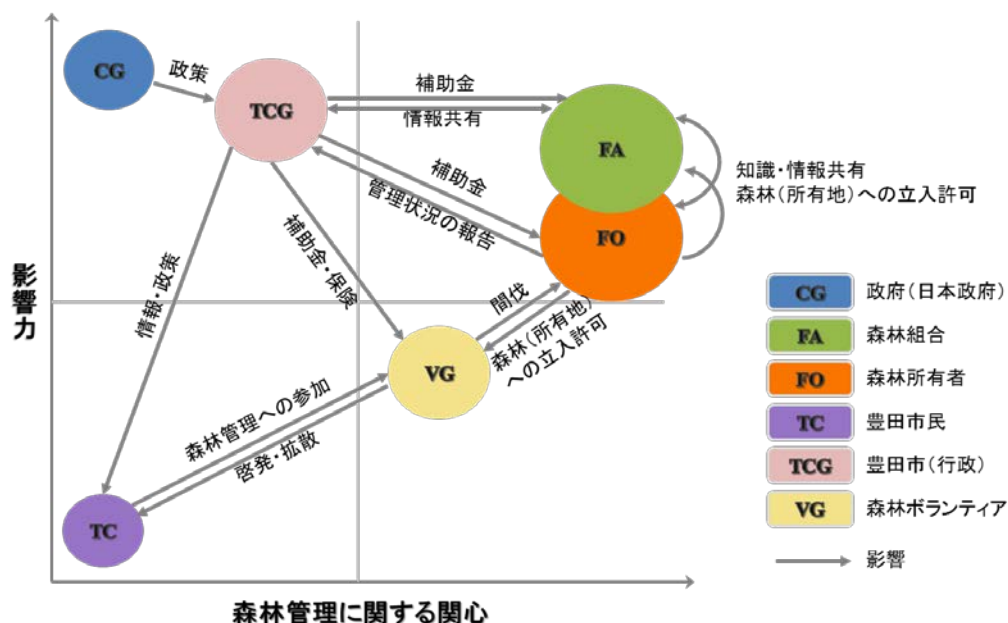 影響力
CG
政策
TCG
補助金
情報共有
FA
補助金
管理状況の報告
FO
知識・情報共有
森林(所有地)への立入許可
情報・政策
補助金・保険
間伐
森林(所有地)
への立入許可
VG
森林管理への参加
啓発・拡散
TC
森林管理に関する関心
CG 政府(日本政府)
FA 森林組合
FO 森林所有者
TC 豊田市民
TCG 豊田市(行政)
VG 森林ボランティア
影響